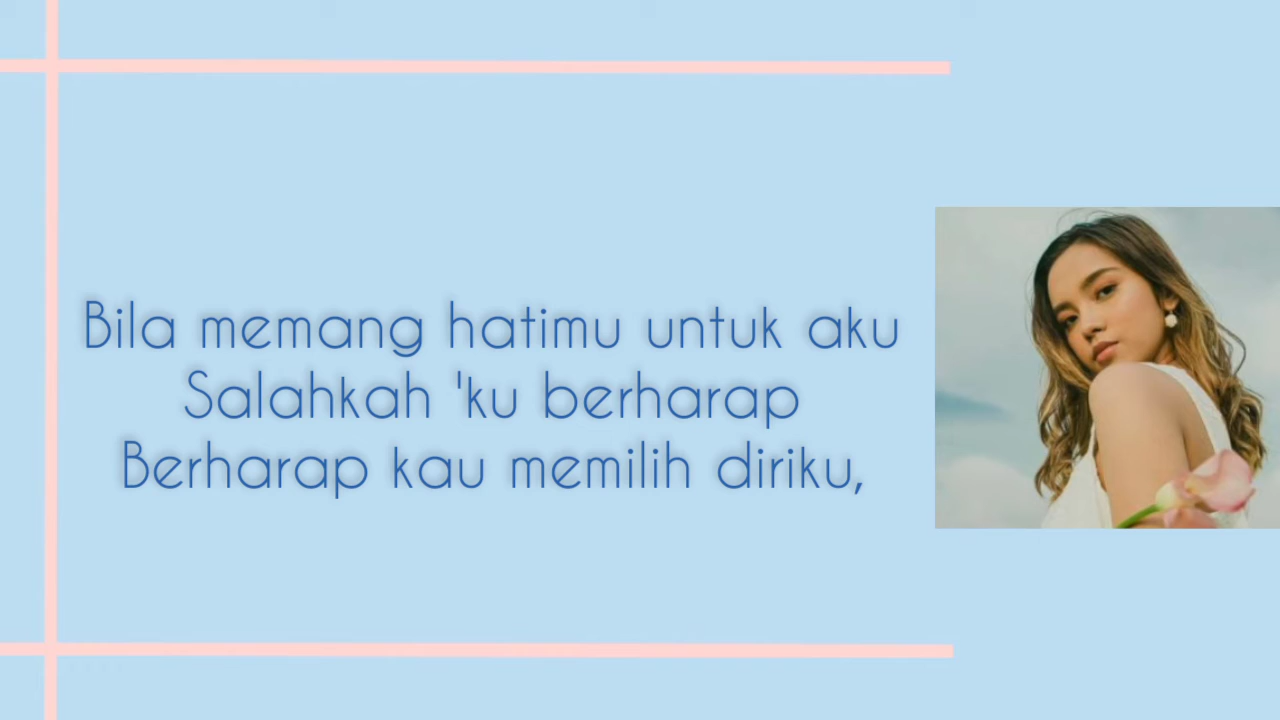 Bila memang hatimu untuk aku
Salahkah 'ku berharap
Berharap kau memilih diriku,